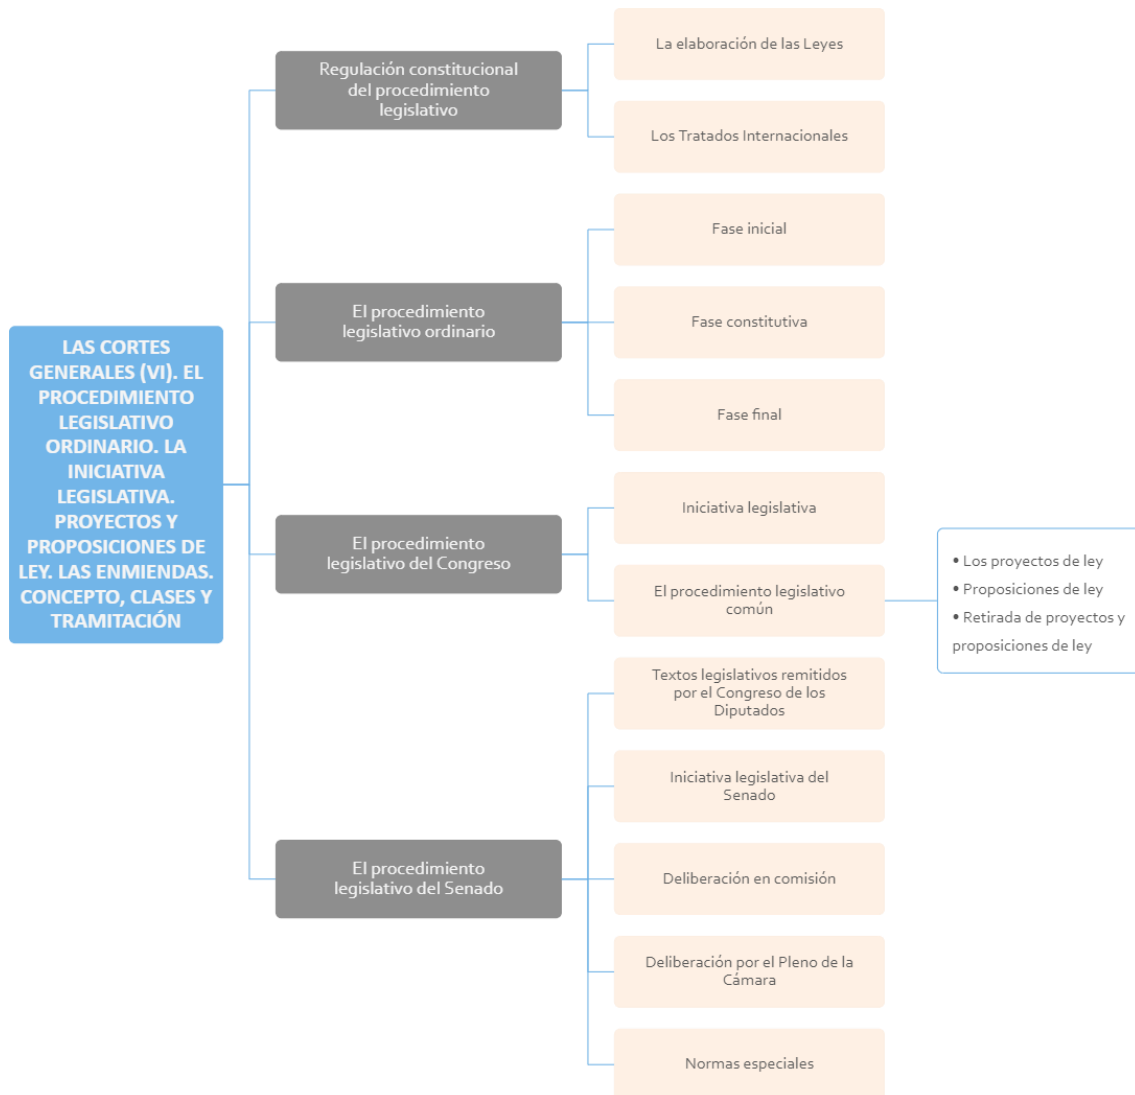 LAS CORTES
GENERALES (VI). EL
PROCEDIMIENTO
LEGISLATIVO
ORDINARIO. LA
INICIATIVA
LEGISLATIVA.
PROYECTOS Y
PROPOSICIONES DE
LEY. LAS ENMIENDAS.
CONCEPTO, CLASES Y
TRAMITACIÓN
Regulación constitucional
del procedimiento
legislativo
La elaboración de las Leyes
Los Tratados Internacionales
El procedimiento
legislativo ordinario
Fase inicial
Fase constitutiva
Fase final
El procedimiento
legislativo del Congreso
Iniciativa legislativa
El procedimiento legislativo
común
• Los proyectos de ley
• Proposiciones de ley
• Retirada de proyectos y
proposiciones de ley
El procedimiento
legislativo del Senado
Textos legislativos remitidos
por el Congreso de los
Diputados
Iniciativa legislativa del
Senado
Deliberación en comisión
Deliberación por el Pleno de la
Cámara
Normas especiales